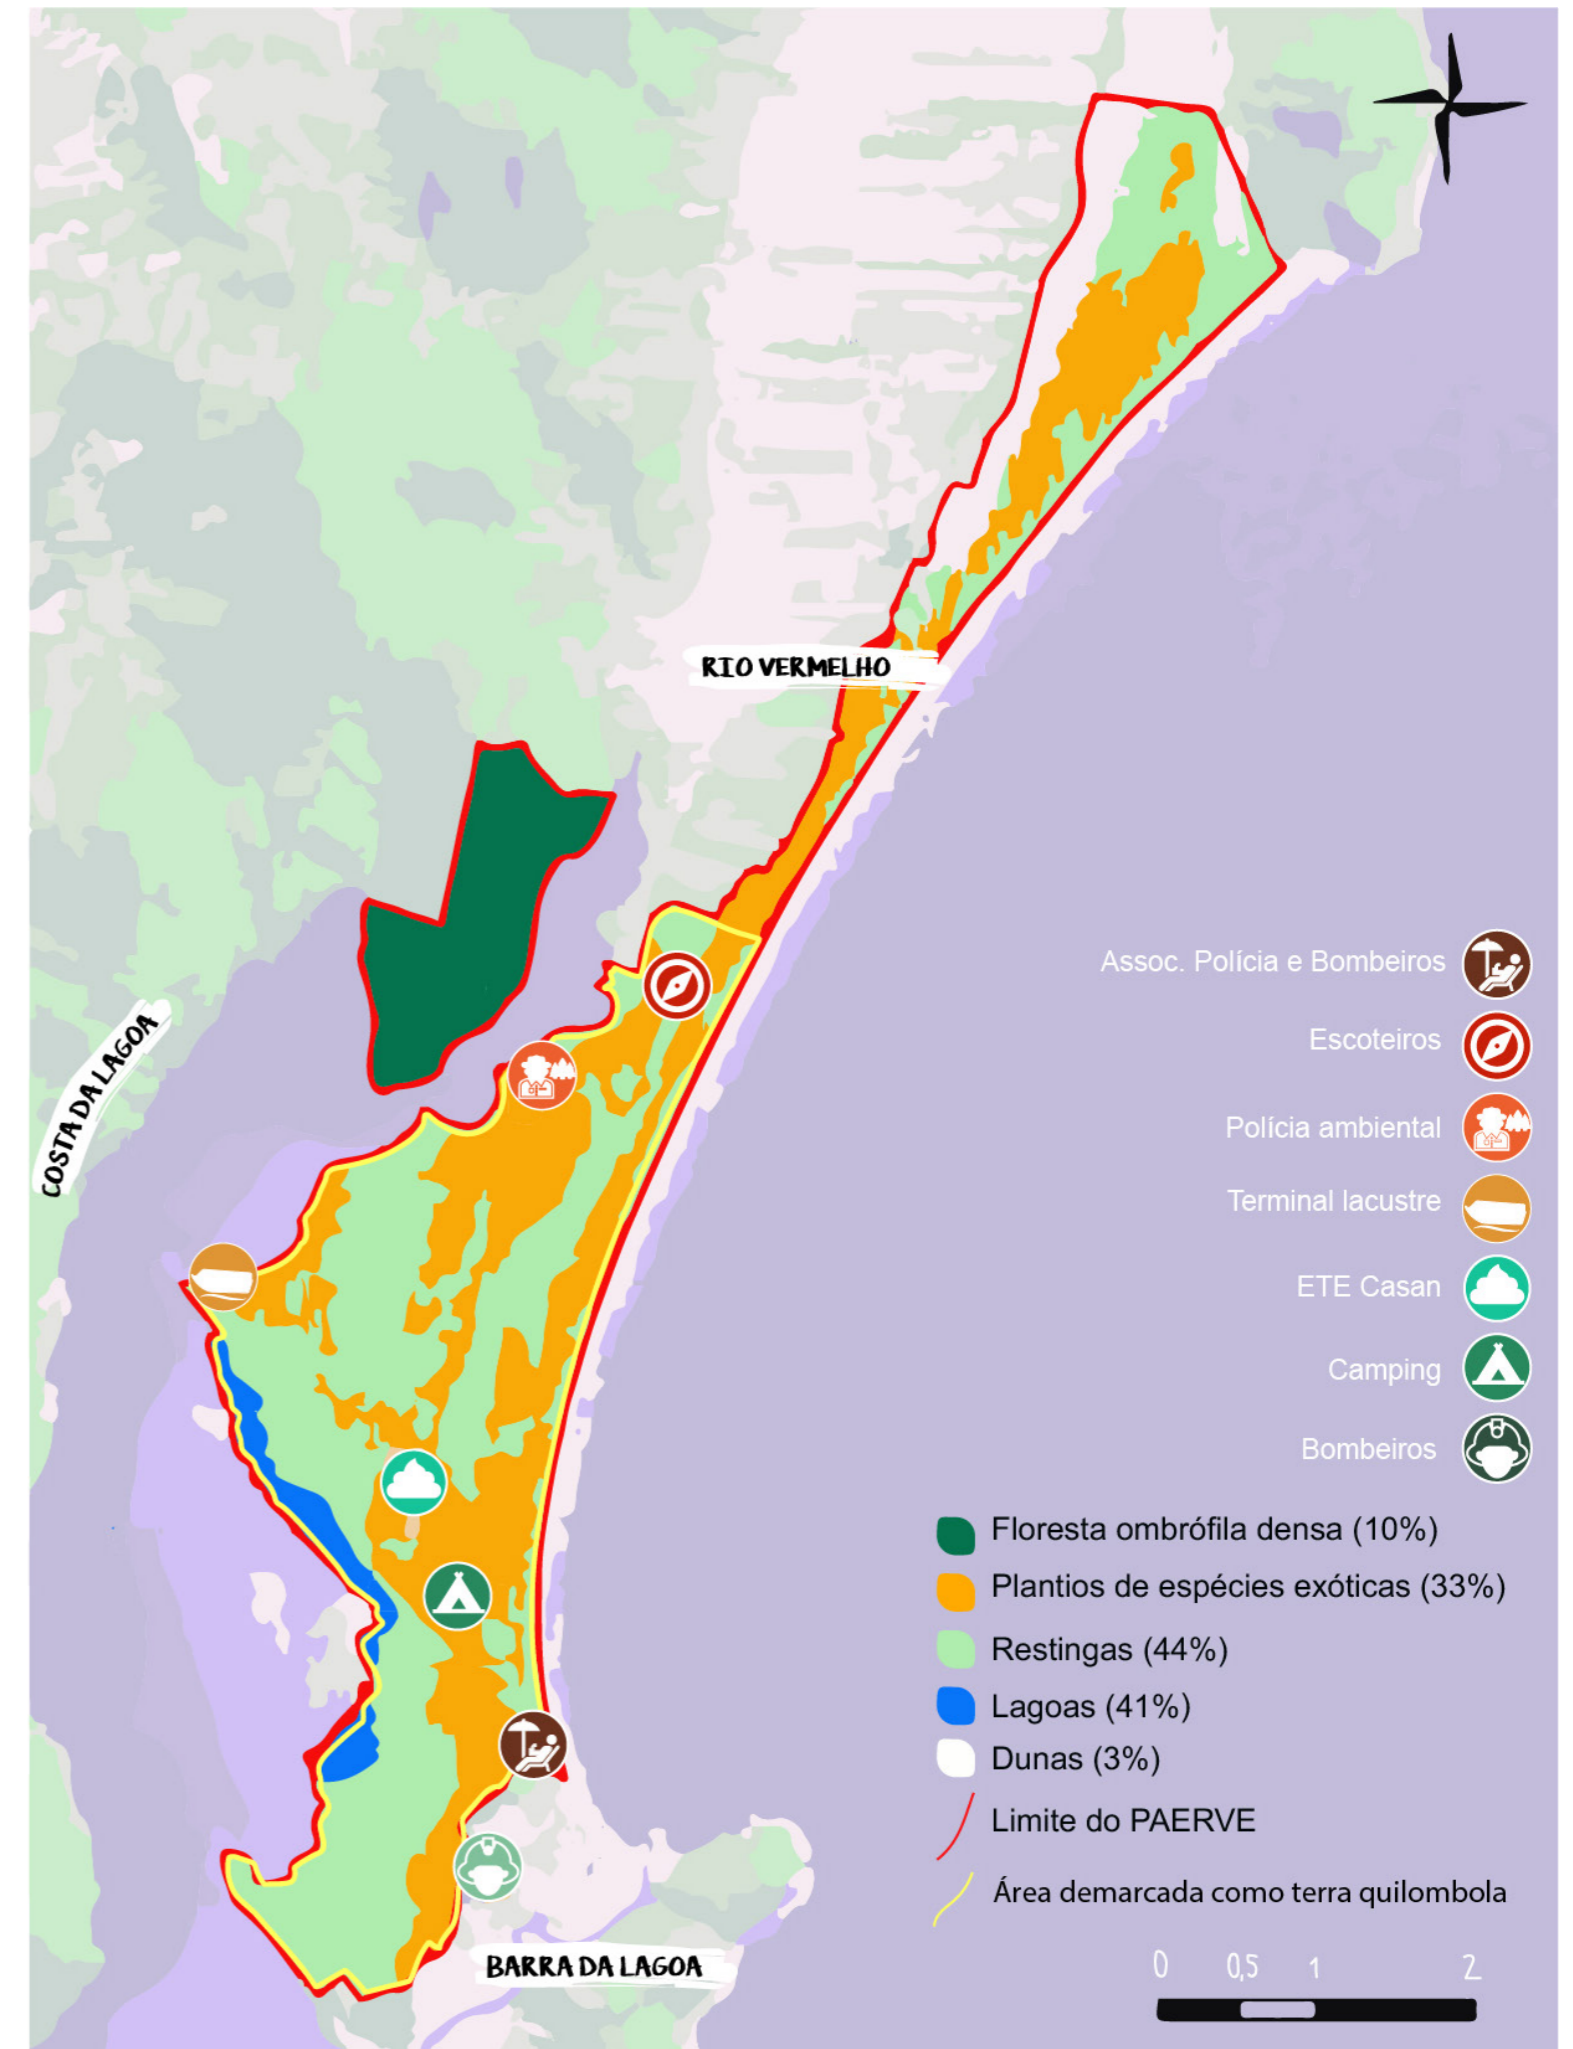 RIO VERMELHO
COSTA DA LAGOA
Assoc. Polícia e Bombeiros
Escoteiros
Polícia ambiental
Terminal lacustre
ETE Casan
Camping
Bombeiros
Floresta ombrófila densa (10%)
Plantios de espécies exóticas (33%)
Restingas (44%)
Lagoas (41%)
Dunas (3%)
Limite do PAERVE
Área demarcada como terra quilombola
BARRA DA LAGOA
0 0,5 1 2